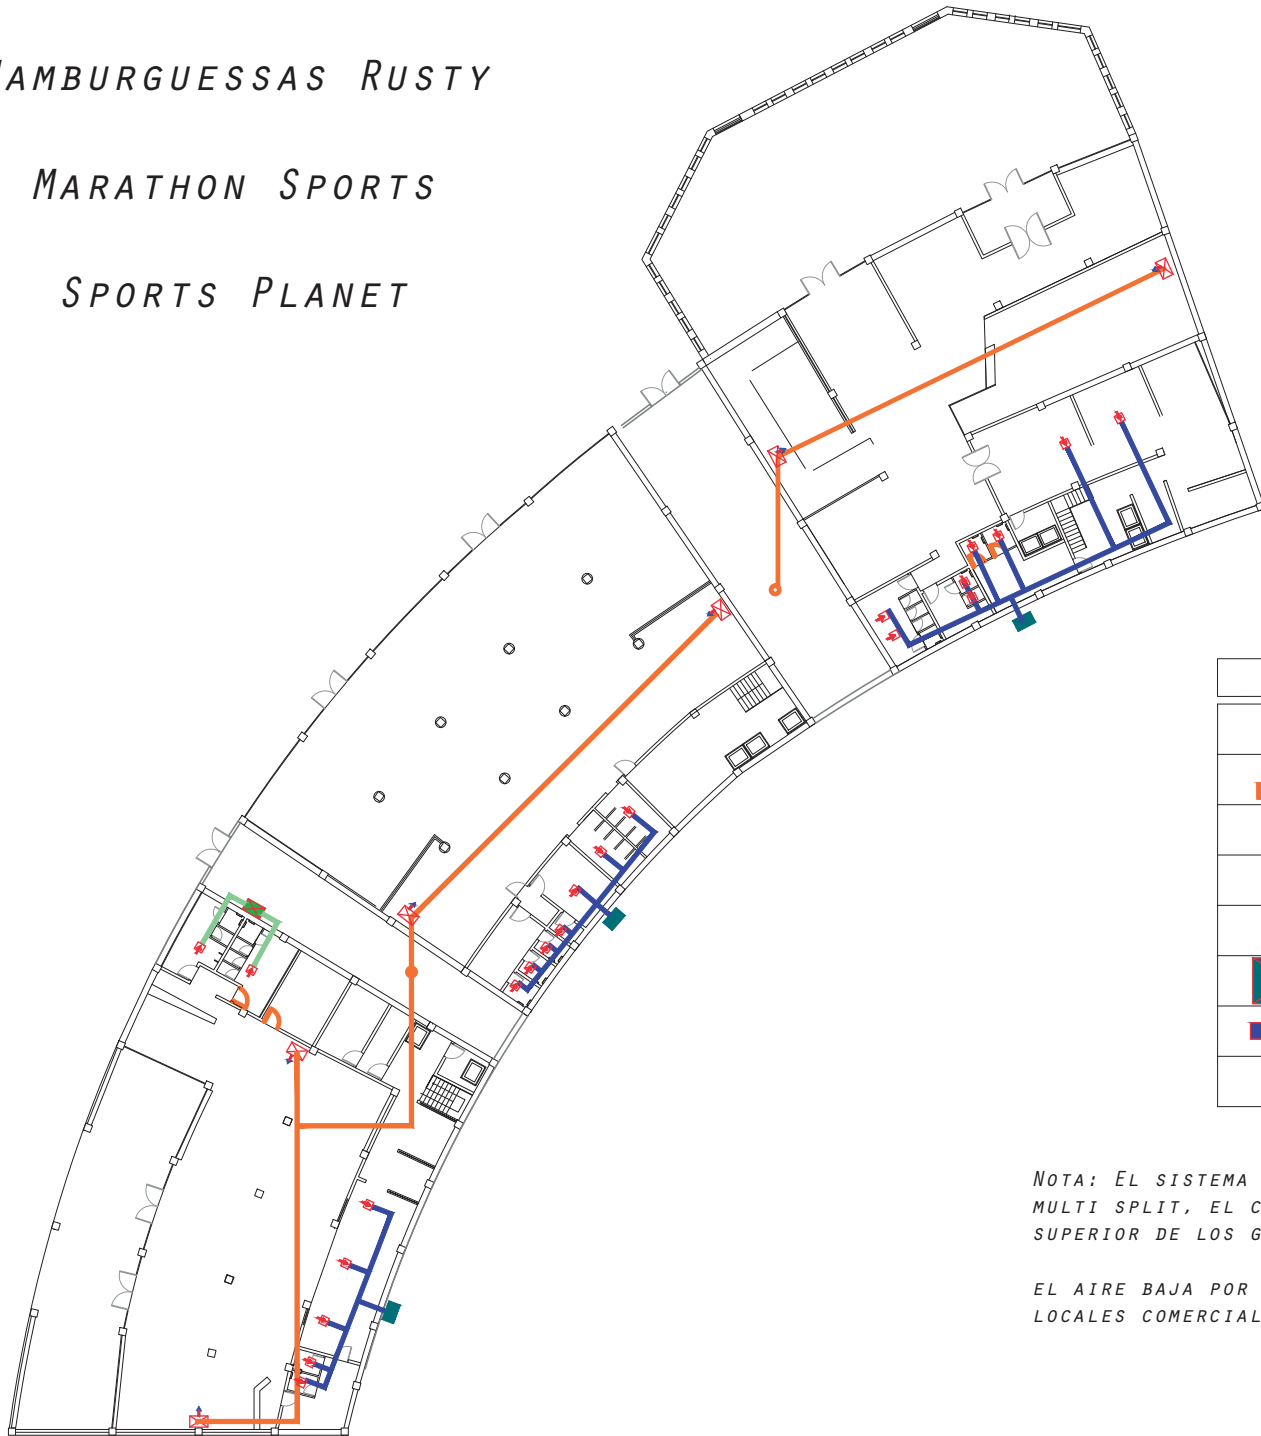 AMBURGUESSAS RUSTY
MARATHON SPORTS
SPORTS PLANET
NOTA: EL SISTEMA
MULTI SPLIT, EL C
SUPERIOR DE LOS G
EL AIRE BAJA POR
LOCALES COMERCIAL